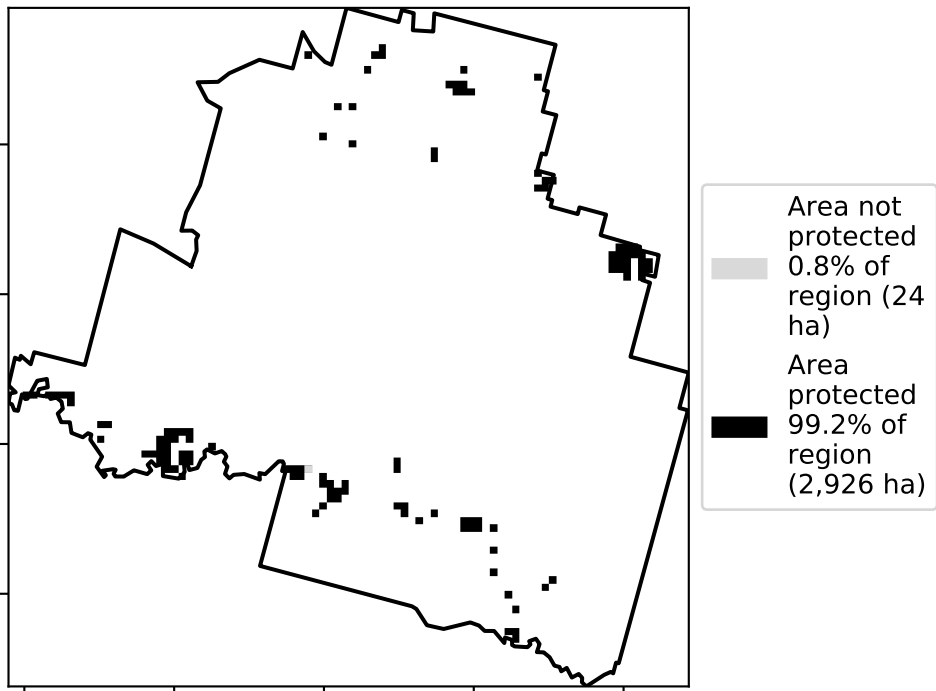 Area not
protected
0.8% of
region (24
ha)
Area
protected
99.2% of
region
(2,926 ha)